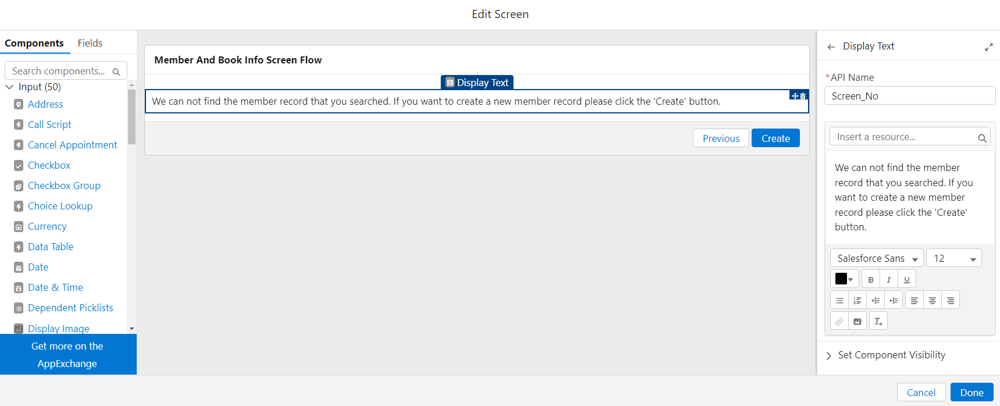 Edit Screen
Components
Fields
Search components...
Input (50)
Address
Call Script
Cancel Appointment
Checkbox
Checkbox Group
Choice Lookup
Currency
Data Table
Date
Date & Time
Dependent Picklists
Display Image
Get more on the
AppExchange
Member And Book Info Screen Flow
Display Text
We can not find the member record that you searched. If you want to create a new member record please click the 'Create' button.
Previous
Create
Display Text
*API Name
Screen_No
Insert a resource...
We can not find the member
record that you searched. If you
want to create a new member
record please click the 'Create'
button.
Salesforce Sans
12
B I U
Set Component Visibility
Cancel
Done